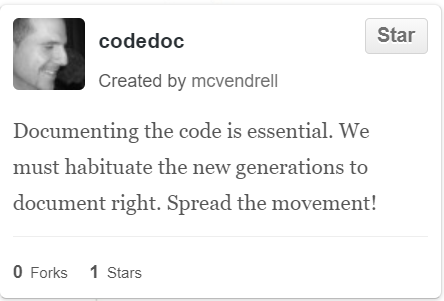 codedoc
Star
Created by mcvendrell
Documenting the code is essential. We
must habituate the new generations to
document right. Spread the movement!
0 Forks 1 Stars